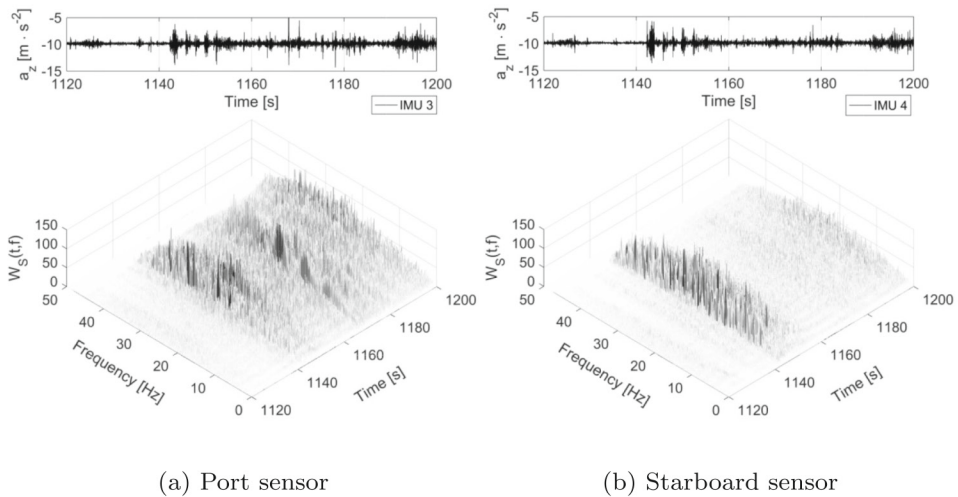 -5
-10
-15
a_z [m · s⁻²]
1120 1140 1160 1180 1200
Time [s]
IMU 3
150
100
50
0
W_S(t,f)
50
40
30
20
10
0
Frequency [Hz]
1120
1140
1160
1180
1200
Time [s]
(a) Port sensor
-5
-10
-15
a_z [m · s⁻²]
1120 1140 1160 1180 1200
Time [s]
IMU 4
150
100
50
0
W_S(t,f)
50
40
30
20
10
0
Frequency [Hz]
1120
1140
1160
1180
1200
Time [s]
(b) Starboard sensor